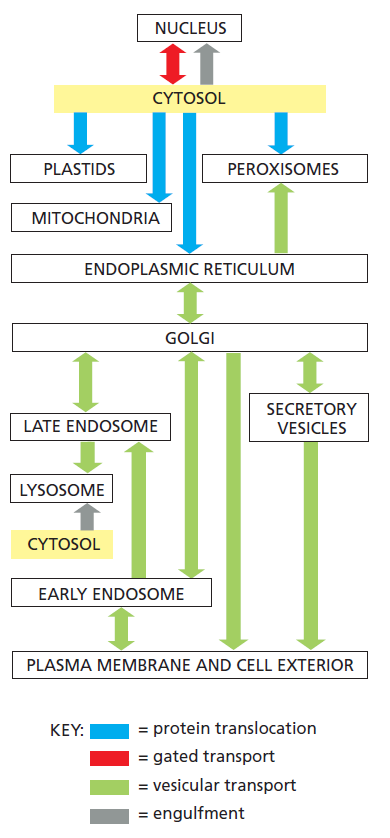 NUCLEUS
CYTOSOL
PLASTIDS
PEROXISOMES
MITOCHONDRIA
ENDOPLASMIC RETICULUM
GOLGI
LATE ENDOSOME
SECRETORY
VESICLES
LYSOSOME
CYTOSOL
EARLY ENDOSOME
PLASMA MEMBRANE AND CELL EXTERIOR
KEY: = protein translocation
= gated transport
= vesicular transport
= engulfment